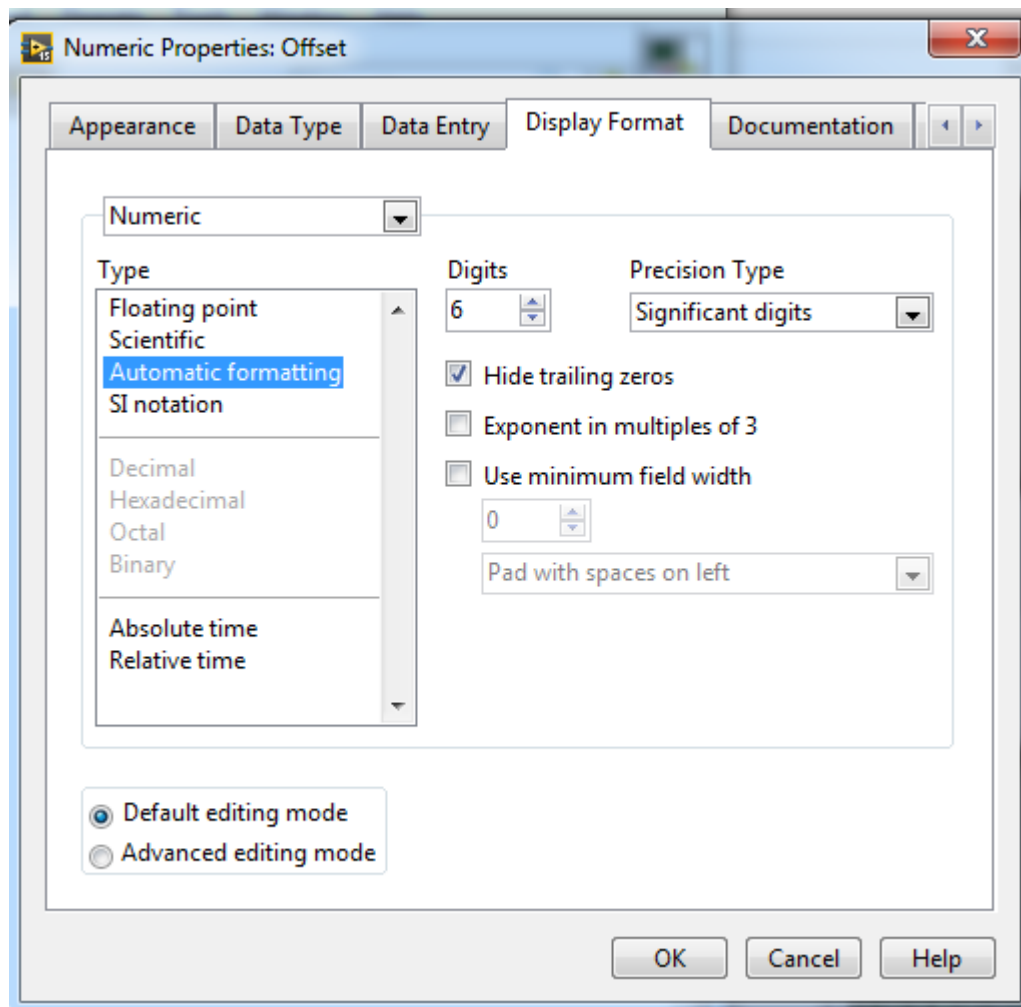 Numeric Properties: Offset
Appearance Data Type Data Entry Display Format Documentation
Numeric
Type Digits Precision Type
Floating point 6 Significant digits
Scientific
Automatic formatting Hide trailing zeros
SI notation Exponent in multiples of 3
Decimal Use minimum field width
Hexadecimal 0
Octal
Binary Pad with spaces on left
Absolute time
Relative time
Default editing mode
Advanced editing mode
OK Cancel Help